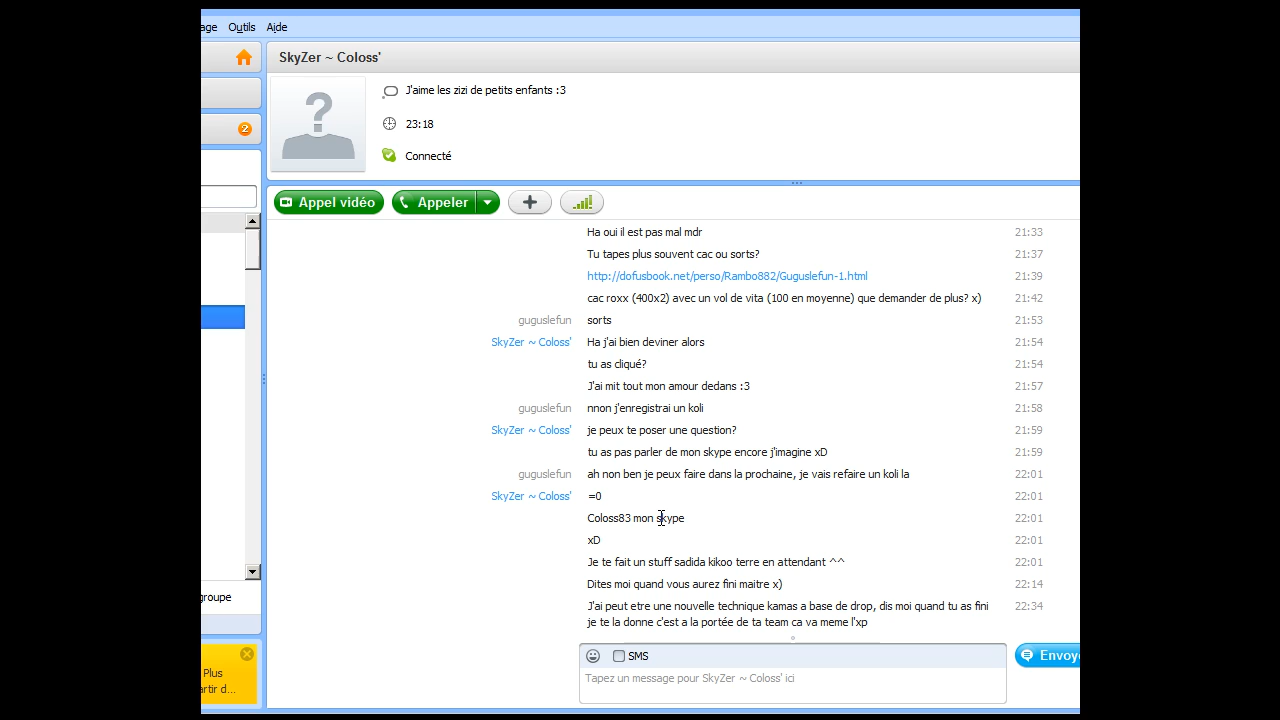 age Outils Aide
SkyZer ~ Coloss'
J'aime les zizi de petits enfants :3
23:18
2
Connecté
Appel vidéo Appeler
Ha oui il est pas mal mdr 21:33
Tu tapes plus souvent cac ou sorts? 21:37
http://dofusbook.net/perso/Rambo882/Guguslefun-1.html 21:39
cac roxx (400x2) avec un vol de vita (100 en moyenne) que demander de plus? x) 21:42
guguslefun sorts 21:53
SkyZer ~ Coloss' Ha j'ai bien deviner alors 21:54
tu as cliqué? 21:54
J'ai mit tout mon amour dedans :3 21:57
guguslefun nnon j'enregistrai un koli 21:58
SkyZer ~ Coloss' je peux te poser une question? 21:59
tu as pas parler de mon skype encore j'imagine xD 21:59
guguslefun ah non ben je peux faire dans la prochaine, je vais refaire un koli la 22:01
SkyZer ~ Coloss' =0 22:01
Coloss83 mon skype 22:01
xD 22:01
Je te fait un stuff sadida kikoo terre en attendant ^^ 22:01
Dites moi quand vous aurez fini maitre x) 22:14
groupe
J'ai peut etre une nouvelle technique kamas a base de drop, dis moi quand tu as fini 22:34
je te la donne c'est a la portée de ta team ca va meme l'xp
SMS Envoy
Plus
Tapez un message pour SkyZer ~ Coloss' ici
artir d...